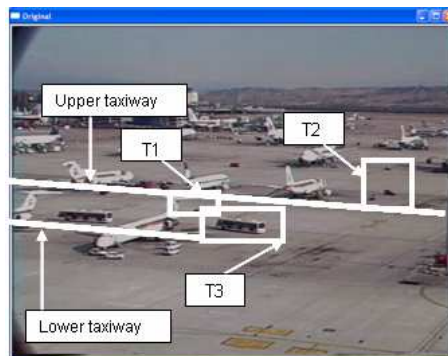 Original
Upper taxiway
T1
T2
T3
Lower taxiway